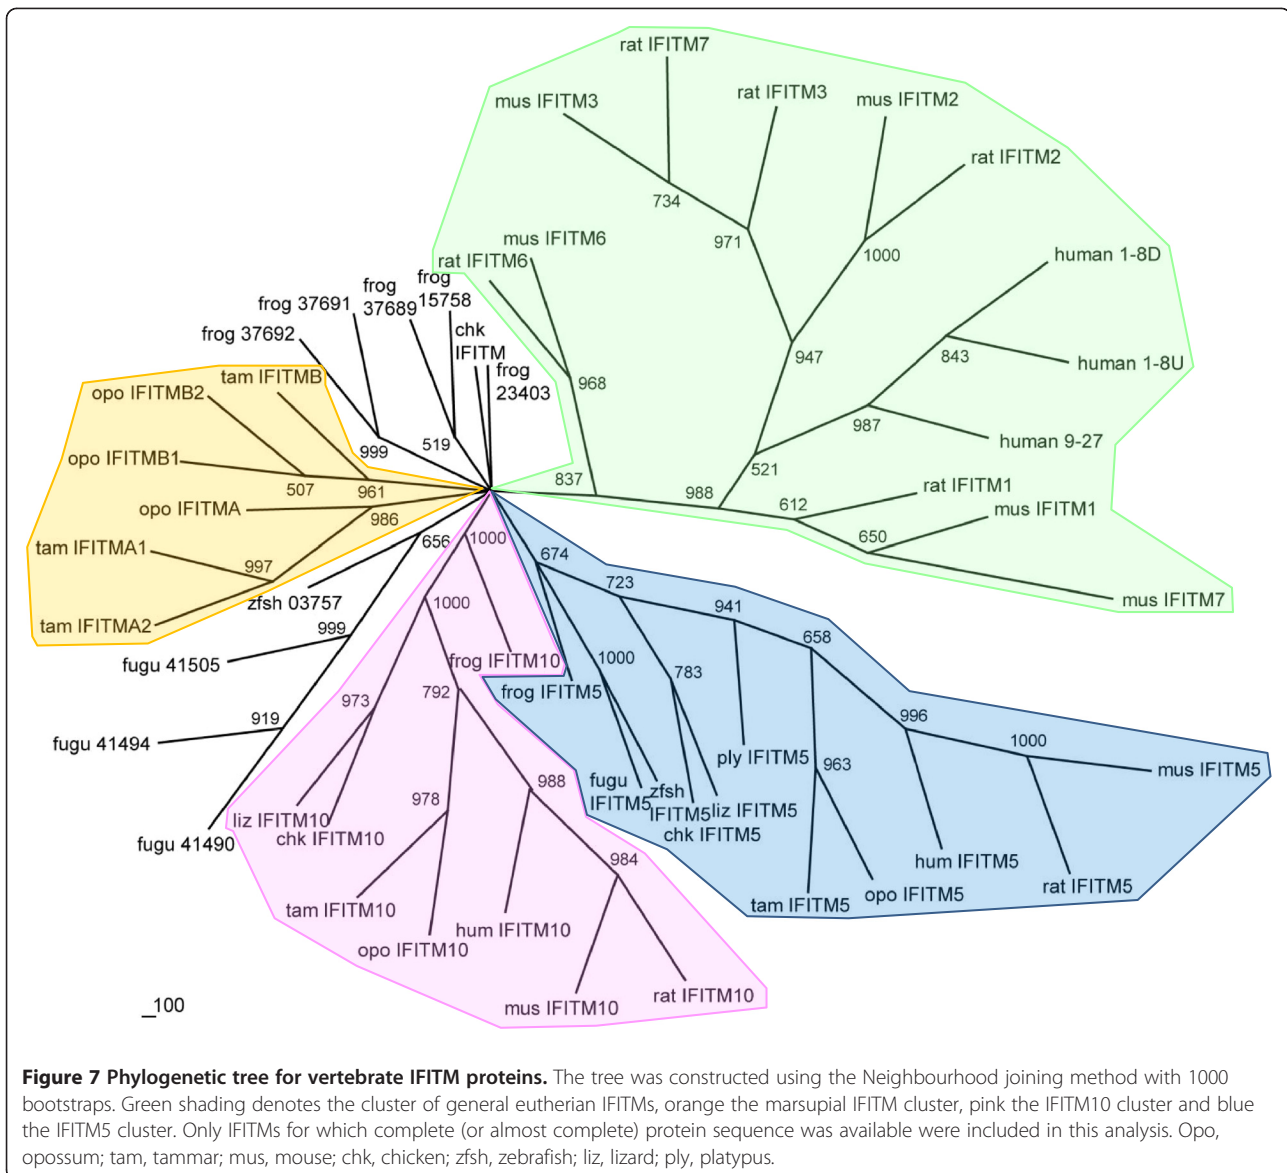 rat IFITM7
mus IFITM3
rat IFITM3
mus IFITM2
rat IFITM2
734
971
1000
mus IFITM6
rat IFITM6
human 1-8D
human 1-8U
947
843
968
987
human 9-27
521
837
988
612
rat IFITM1
mus IFITM1
650
mus IFITM7
frog
15758
frog
37689
frog 37691
frog 37692
chk
IFITM
frog
23403
519
999
tam IFITMB
opo IFITMB2
opo IFITMB1
507
961
opo IFITMA
986
tam IFITMA1
997
tam IFITMA2
656
zfsh 03757
999
fugu 41505
919
fugu 41494
fugu 41490
1000
1000
frog IFITM10
973
792
liz IFITM10
chk IFITM10
978
988
tam IFITM10
opo IFITM10
hum IFITM10
984
mus IFITM10
rat IFITM10
674
723
941
658
1000
783
frog IFITM5
996
1000
ply IFITM5
963
mus IFITM5
fugu
IFITM5
zfsh
IFITM5
liz IFITM5
chk IFITM5
hum IFITM5
rat IFITM5
tam IFITM5
opo IFITM5
100
Figure 7 Phylogenetic tree for vertebrate IFITM proteins. The tree was constructed using the Neighbourhood joining method with 1000
bootstraps. Green shading denotes the cluster of general eutherian IFITMs, orange the marsupial IFITM cluster, pink the IFITM10 cluster and blue
the IFITM5 cluster. Only IFITMs for which complete (or almost complete) protein sequence was available were included in this analysis. Opo,
opossum; tam, tammar; mus, mouse; chk, chicken; zfsh, zebrafish; liz, lizard; ply, platypus.